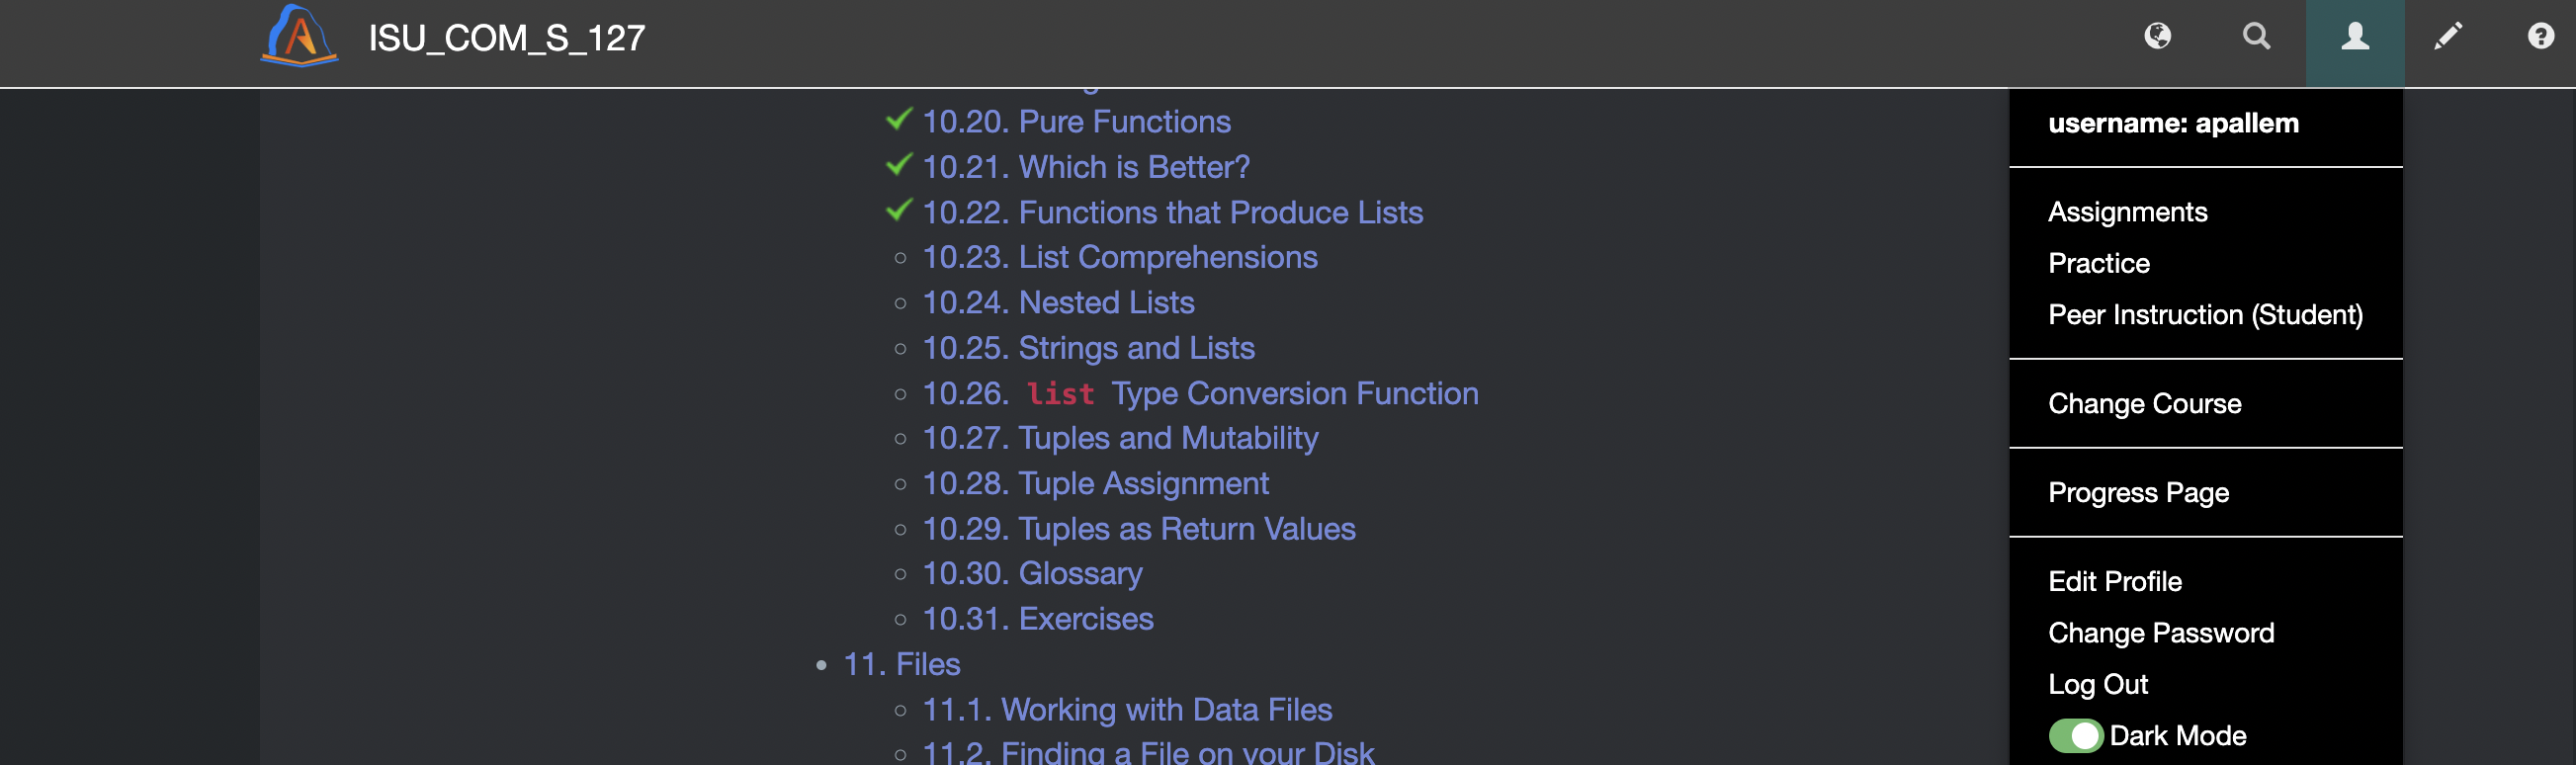 ISU_COM_S_127
10.20. Pure Functions
10.21. Which is Better?
10.22. Functions that Produce Lists
10.23. List Comprehensions
10.24. Nested Lists
10.25. Strings and Lists
10.26. list Type Conversion Function
10.27. Tuples and Mutability
10.28. Tuple Assignment
10.29. Tuples as Return Values
10.30. Glossary
10.31. Exercises
11. Files
11.1. Working with Data Files
11.2. Finding a File on your Disk
username: apallem
Assignments
Practice
Peer Instruction (Student)
Change Course
Progress Page
Edit Profile
Change Password
Log Out
Dark Mode